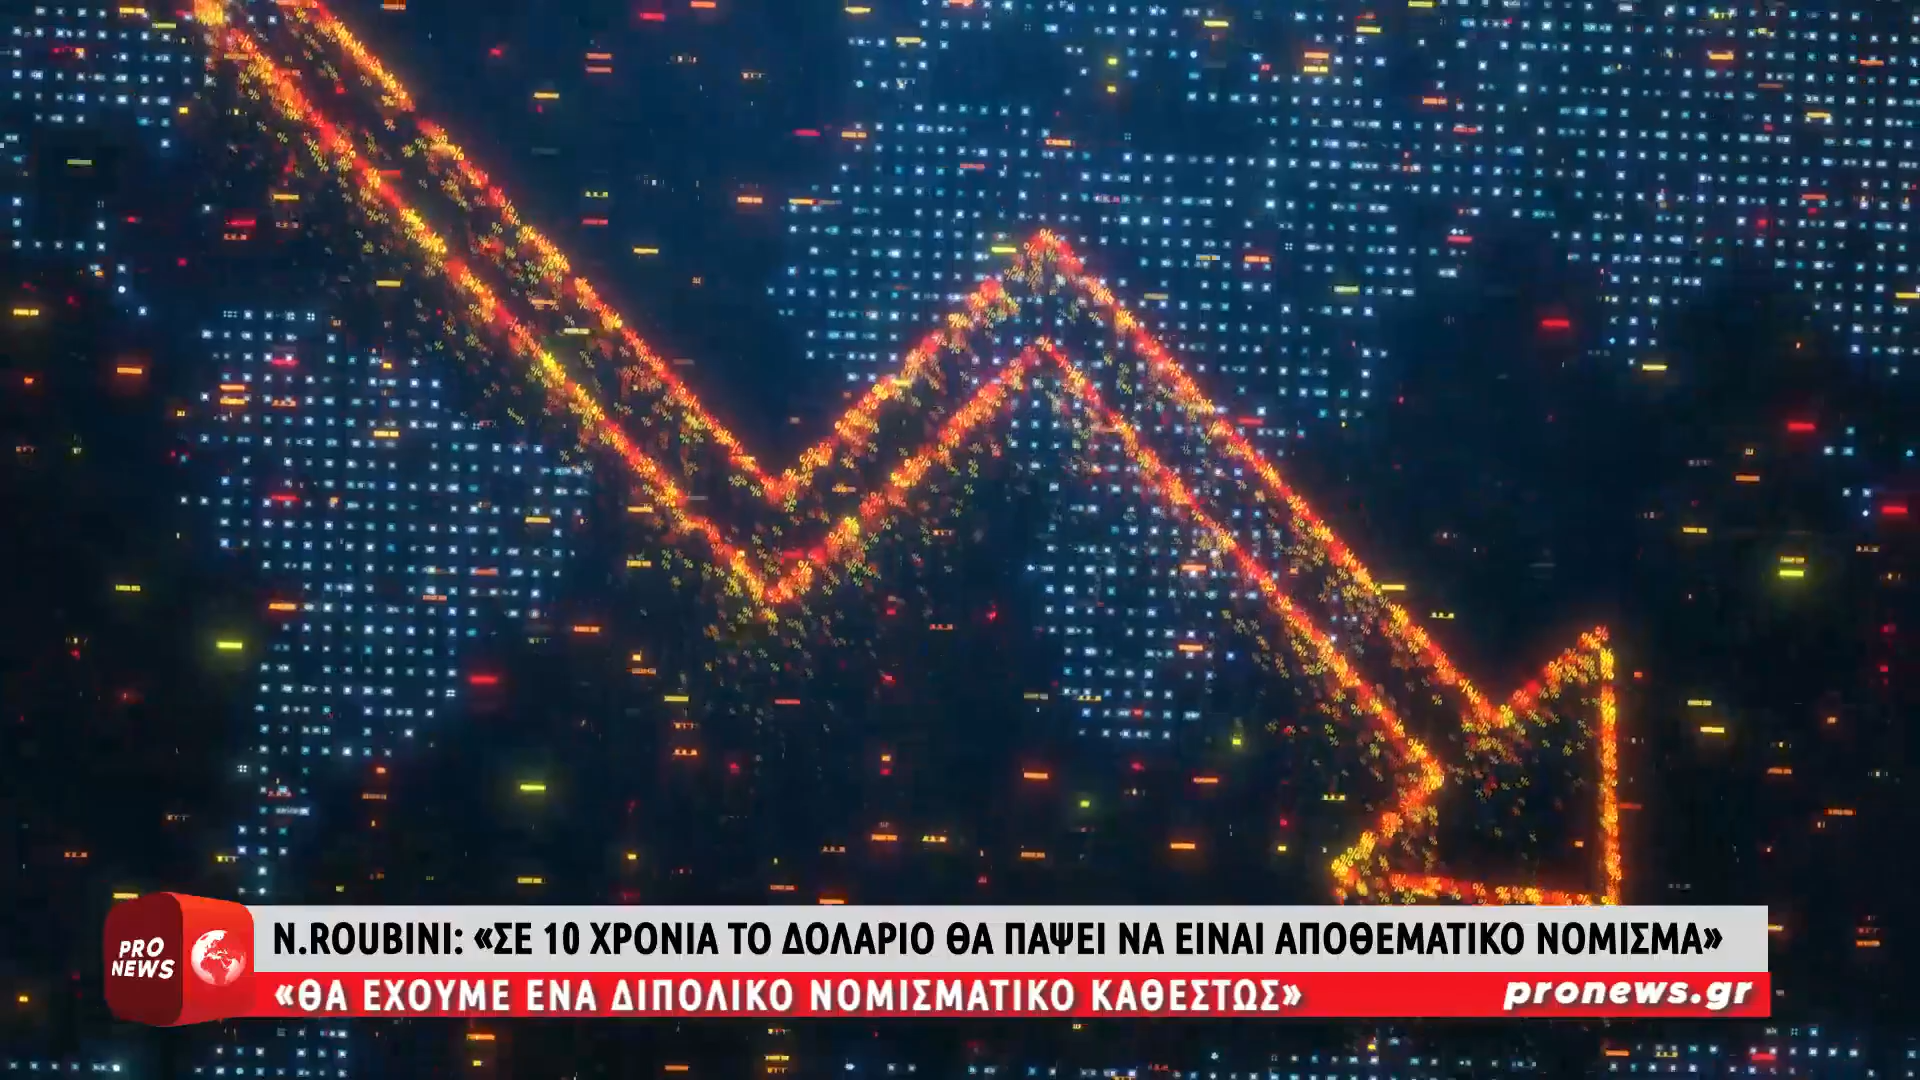 N.ROUBINI: «ΣΕ 10 ΧΡΟΝΙΑ ΤΟ ΔΟΛΑΡΙΟ ΘΑ ΠΑΨΕΙ ΝΑ ΕΙΝΑΙ ΑΠΟΘΕΜΑΤΙΚΟ ΝΟΜΙΣΜΑ»
PRO
NEWS
«ΘΑ ΕΧΟΥΜΕ ΕΝΑ ΔΙΠΟΛΙΚΟ ΝΟΜΙΣΜΑΤΙΚΟ ΚΑΘΕΣΤΩΣ»
pronews.gr